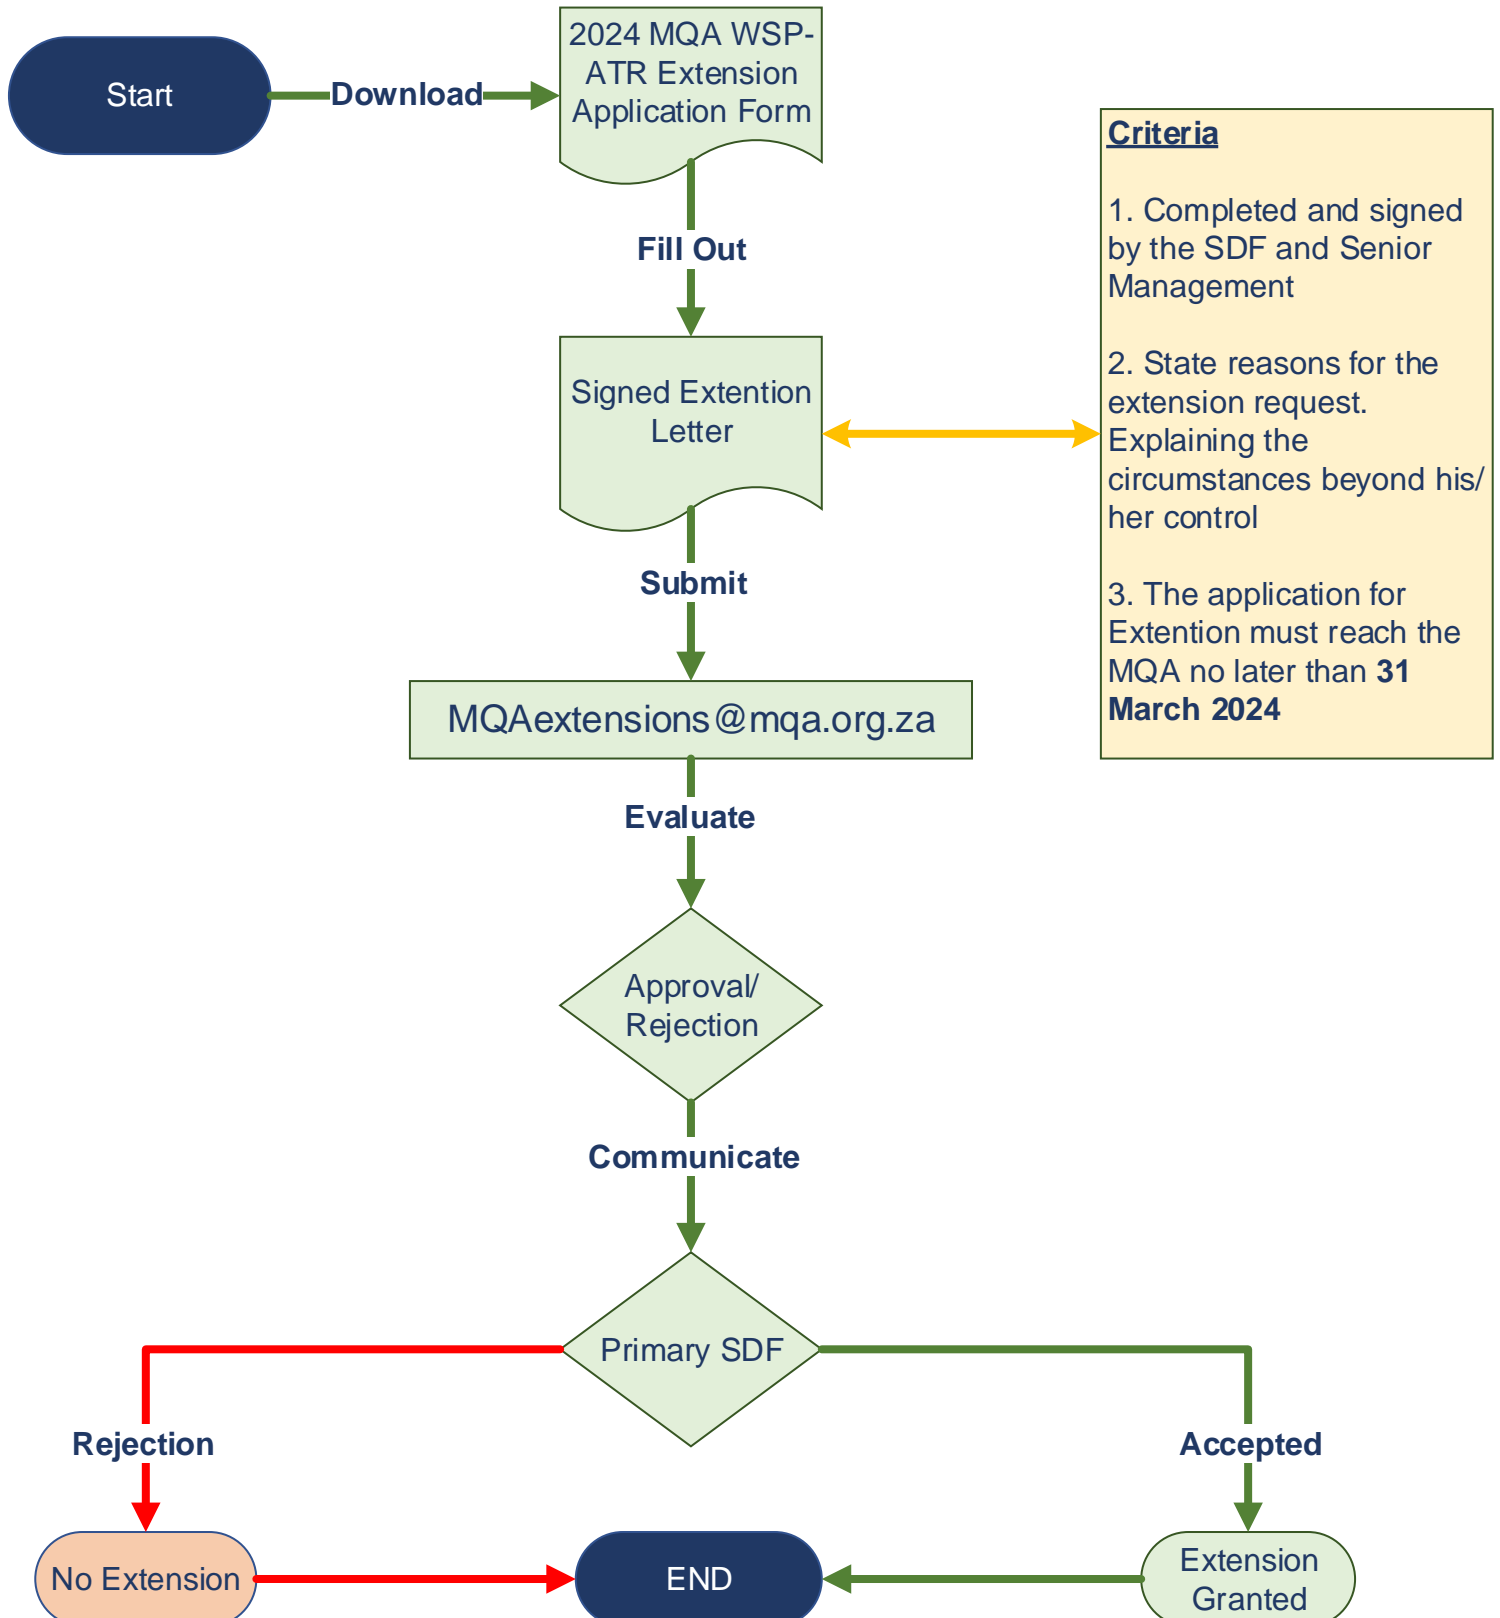 Start
Download
2024 MQA WSP-
ATR Extension
Application Form
Fill Out
Signed Extention
Letter
Criteria
1. Completed and signed
by the SDF and Senior
Management
2. State reasons for the
extension request.
Explaining the
circumstances beyond his/
her control
3. The application for
Extention must reach the
MQA no later than 31
March 2024
Submit
MQAextensions@mqa.org.za
Evaluate
Approval/
Rejection
Communicate
Primary SDF
Rejection
Accepted
No Extension
END
Extension
Granted